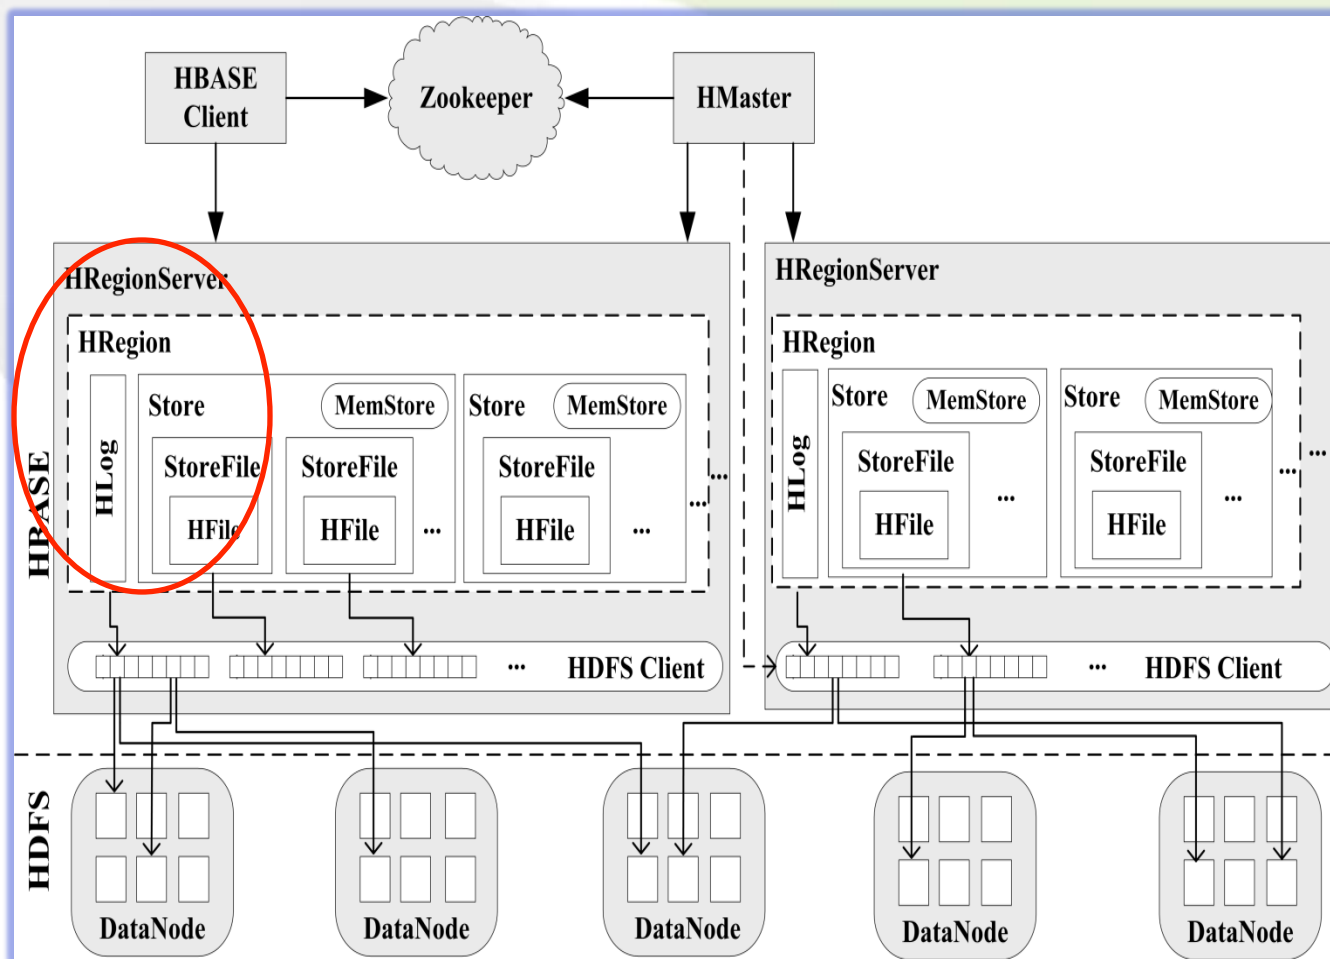 HBASE
Client
Zookeeper
HMaster
HRegionServer
HRegion
HLog
Store
MemStore
StoreFile
HFile
StoreFile
HFile
...
Store
MemStore
StoreFile
HFile
...
...
...
HDFS Client
...
HRegionServer
HRegion
HLog
Store
MemStore
StoreFile
HFile
...
Store
MemStore
StoreFile
HFile
...
...
...
HDFS Client
...
HBASE
HDFS
DataNode
DataNode
DataNode
DataNode
DataNode